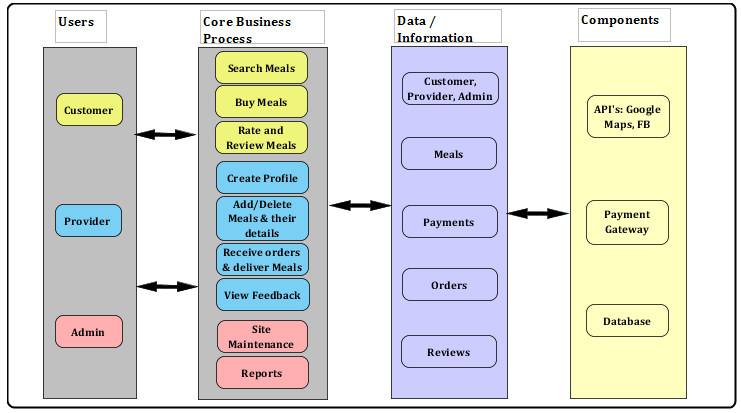 Users
Core Business
Process
Data /
Information
Components
Customer
Provider
Admin
Search Meals
Buy Meals
Rate and
Review Meals
Create Profile
Add/Delete
Meals & their
details
Receive orders
& deliver Meals
View Feedback
Site
Maintenance
Reports
Customer,
Provider, Admin
Meals
Payments
Orders
Reviews
API's: Google
Maps, FB
Payment
Gateway
Database